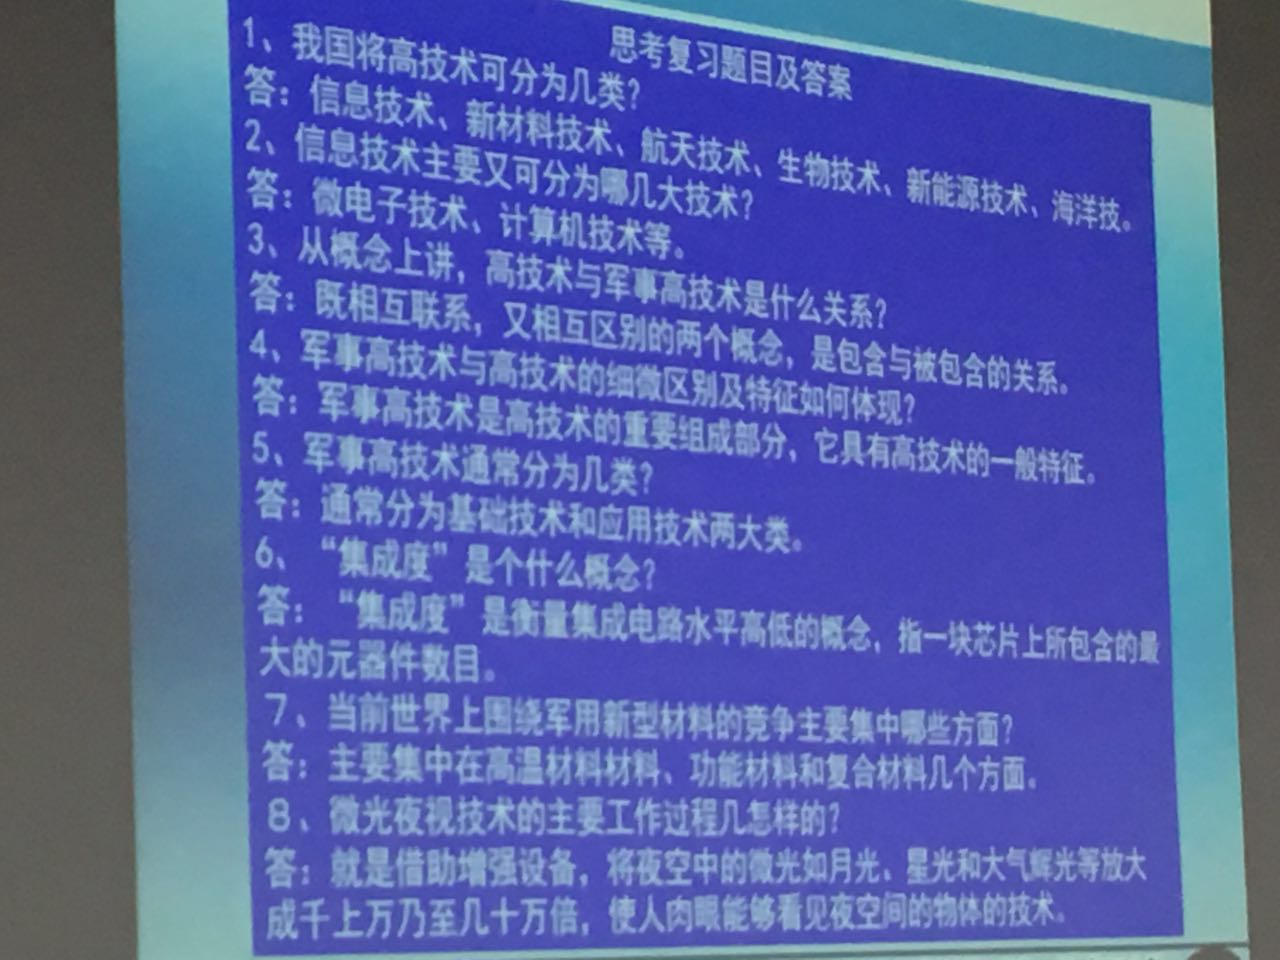 思考复习题目及答案
1、我国将高技术可分为几类？
答：信息技术、新材料技术、航天技术、生物技术、新能源技术、海洋技。
2、信息技术主要又可分为哪几大技术？
答：微电子技术、计算机技术等。
3、从概念上讲，高技术与军事高技术是什么关系？
答：既相互联系，又相互区别的两个概念，是包含与被包含的关系。
4、军事高技术与高技术的细微区别及特征如何体现？
答：军事高技术是高技术的重要组成部分，它具有高技术的一般特征。
5、军事高技术通常分为几类？
答：通常分为基础技术和应用技术两大类。
6、“集成度”是个什么概念？
答：“集成度”是衡量集成电路水平高低的概念，指一块芯片上所包含的最
大的元器件数目。
7、当前世界上围绕军用新型材料的竞争主要集中哪些方面？
答：主要集中在高温材料材料、功能材料和复合材料几个方面。
8、微光夜视技术的主要工作过程几怎样的？
答：就是借助增强设备，将夜空中的微光如月光、星光和大气辉光等放大
成千上万乃至几十万倍，使人肉眼能够看见夜空间的物体的技术。